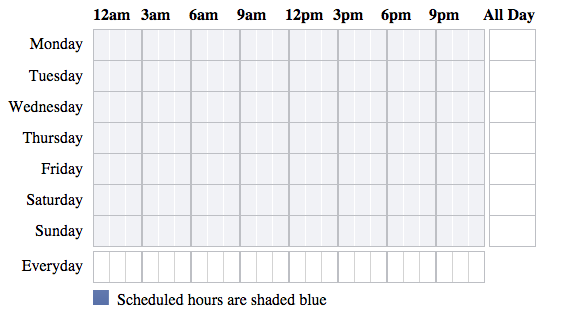 12am 3am 6am 9am 12pm 3pm 6pm 9pm All Day
Monday
Tuesday
Wednesday
Thursday
Friday
Saturday
Sunday
Everyday
Scheduled hours are shaded blue